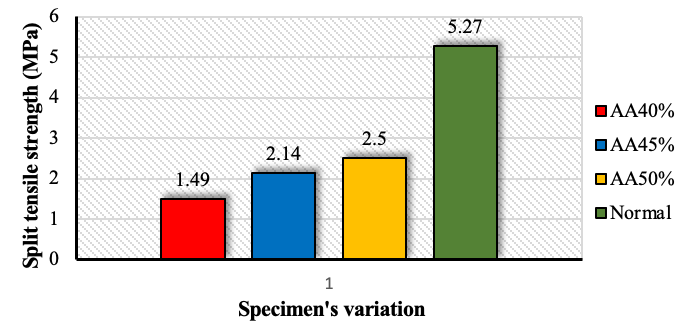 Split tensile strength (MPa)
6
5
4
3
2
1
0
1.49
2.14
2.5
5.27
1
Specimen's variation
AA40%
AA45%
AA50%
Normal